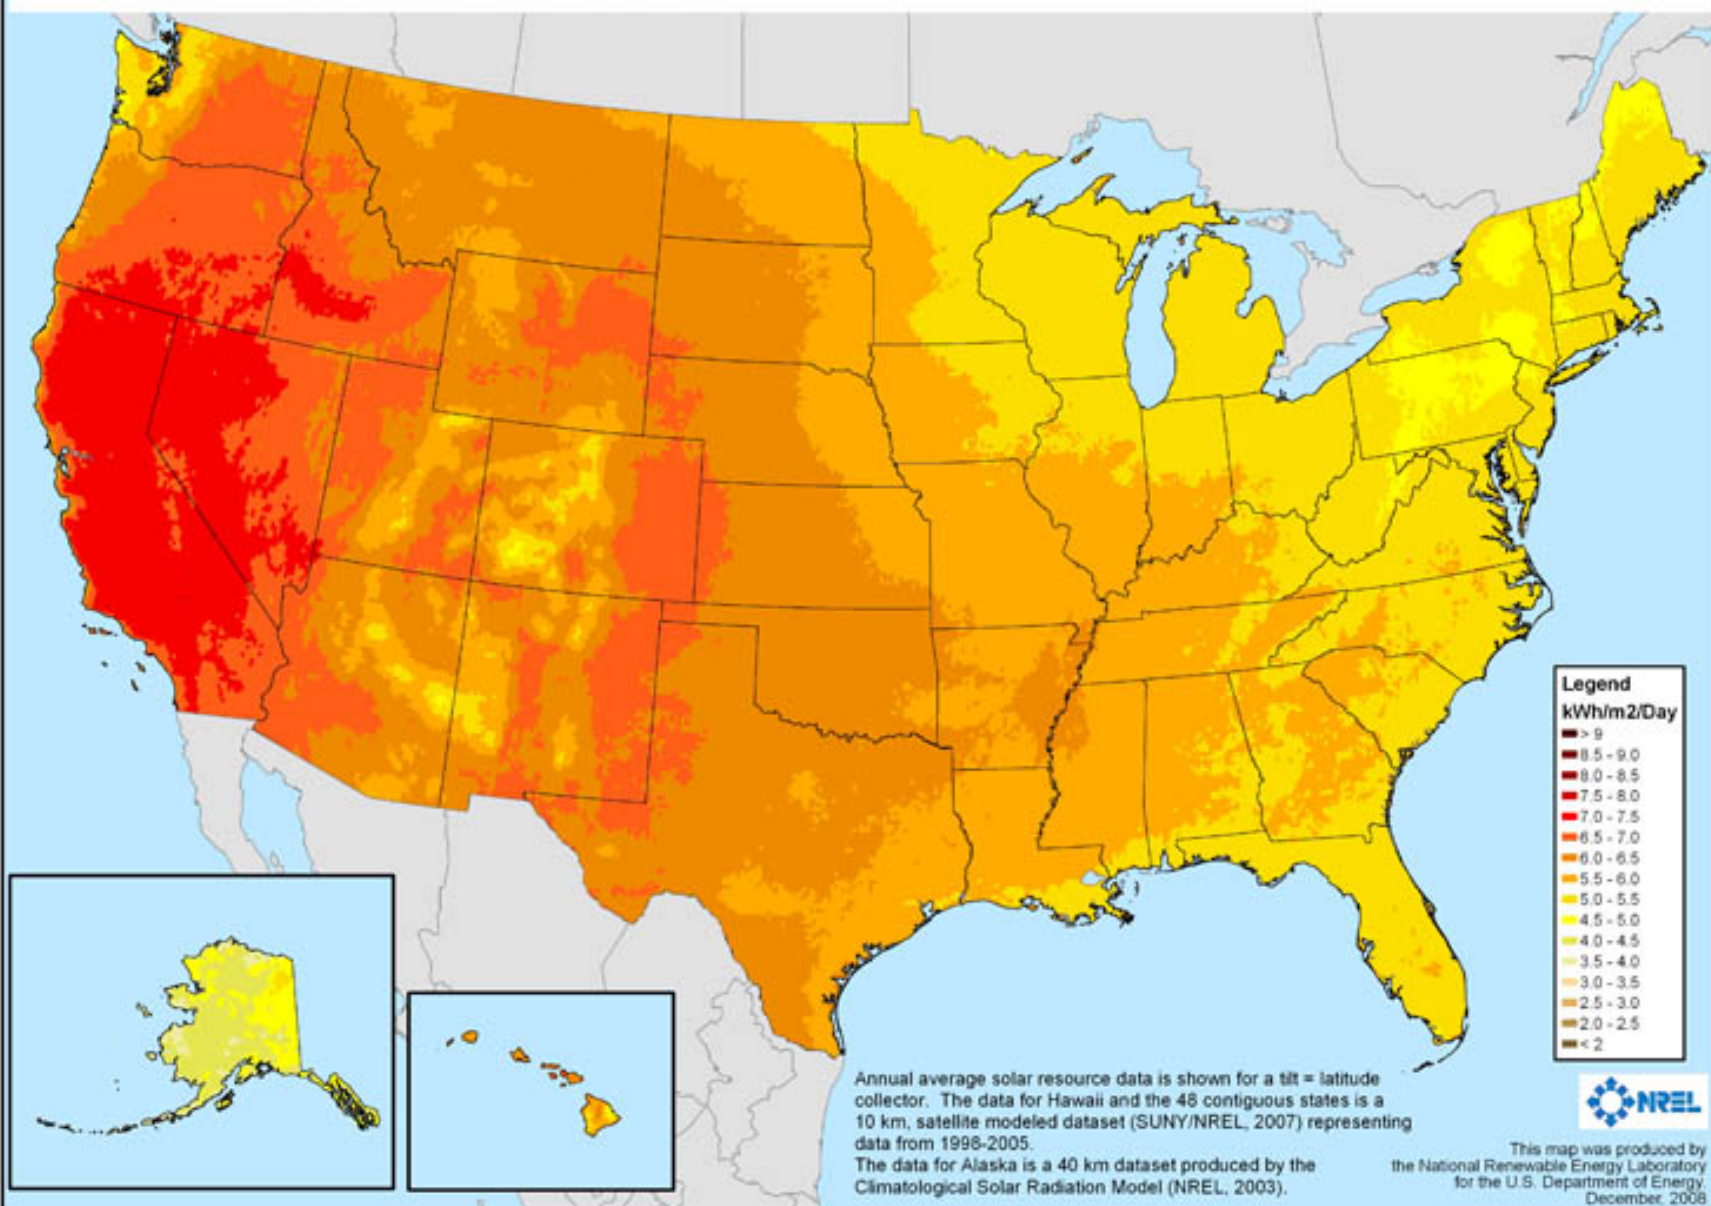 Legend
kWh/m2/Day
> 9
8.5 - 9.0
8.0 - 8.5
7.5 - 8.0
7.0 - 7.5
6.5 - 7.0
6.0 - 6.5
5.5 - 6.0
5.0 - 5.5
4.5 - 5.0
4.0 - 4.5
3.5 - 4.0
3.0 - 3.5
2.5 - 3.0
2.0 - 2.5
< 2
Annual average solar resource data is shown for a tilt = latitude
collector. The data for Hawaii and the 48 contiguous states is a
10 km, satellite modeled dataset (SUNY/NREL, 2007) representing
data from 1998-2005.
The data for Alaska is a 40 km dataset produced by the
Climatological Solar Radiation Model (NREL, 2003).
NREL
This map was produced by
the National Renewable Energy Laboratory
for the U.S. Department of Energy.
December, 2008